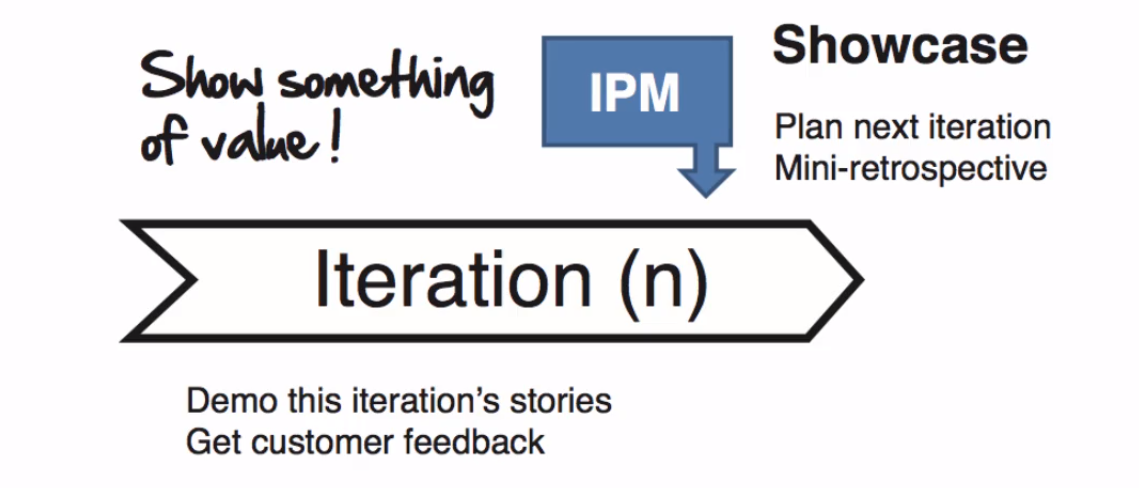 Show something
of value!
IPM
Showcase
Plan next iteration
Mini-retrospective
Iteration (n)
Demo this iteration's stories
Get customer feedback